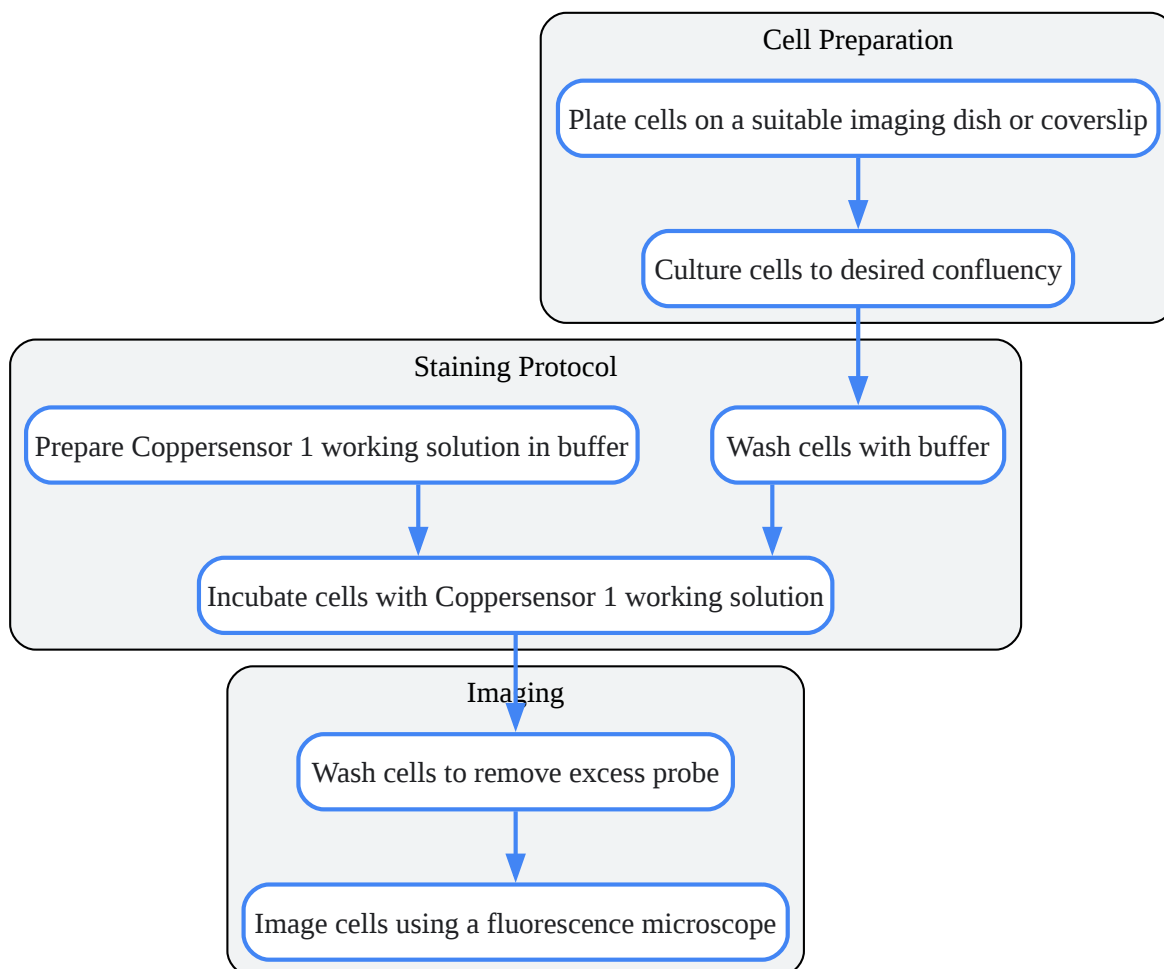 Cell Preparation
Plate cells on a suitable imaging dish or coverslip
Culture cells to desired confluency
Staining Protocol
Prepare Coppersensor 1 working solution in buffer
Wash cells with buffer
Incubate cells with Coppersensor 1 working solution
Imaging
Wash cells to remove excess probe
Image cells using a fluorescence microscope